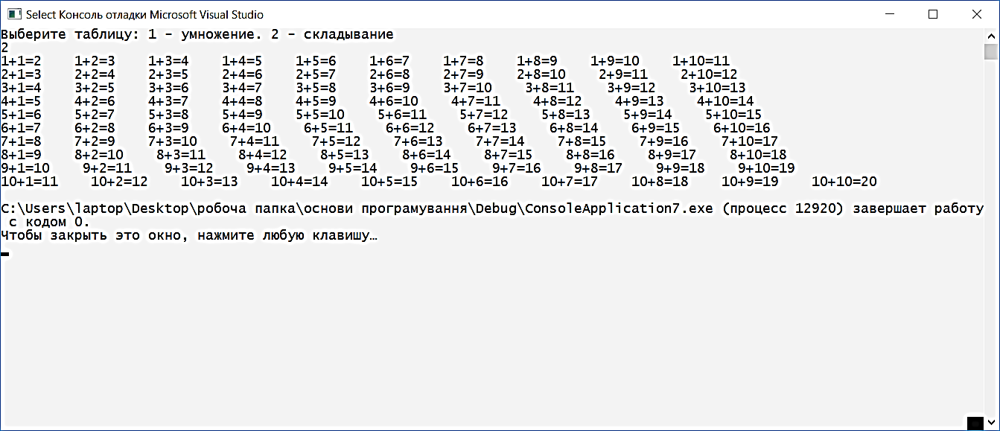 Select Консоль отладки Microsoft Visual Studio
Выберите таблицу: 1 - умножение. 2 - складывание
2
1+1=2    1+2=3    1+3=4    1+4=5    1+5=6    1+6=7    1+7=8    1+8=9    1+9=10    1+10=11
2+1=3    2+2=4    2+3=5    2+4=6    2+5=7    2+6=8    2+7=9    2+8=10    2+9=11    2+10=12
3+1=4    3+2=5    3+3=6    3+4=7    3+5=8    3+6=9    3+7=10    3+8=11    3+9=12    3+10=13
4+1=5    4+2=6    4+3=7    4+4=8    4+5=9    4+6=10    4+7=11    4+8=12    4+9=13    4+10=14
5+1=6    5+2=7    5+3=8    5+4=9    5+5=10    5+6=11    5+7=12    5+8=13    5+9=14    5+10=15
6+1=7    6+2=8    6+3=9    6+4=10    6+5=11    6+6=12    6+7=13    6+8=14    6+9=15    6+10=16
7+1=8    7+2=9    7+3=10    7+4=11    7+5=12    7+6=13    7+7=14    7+8=15    7+9=16    7+10=17
8+1=9    8+2=10    8+3=11    8+4=12    8+5=13    8+6=14    8+7=15    8+8=16    8+9=17    8+10=18
9+1=10    9+2=11    9+3=12    9+4=13    9+5=14    9+6=15    9+7=16    9+8=17    9+9=18    9+10=19
10+1=11    10+2=12    10+3=13    10+4=14    10+5=15    10+6=16    10+7=17    10+8=18    10+9=19    10+10=20
C:\Users\laptop\Desktop\робоча папка\основи програмування\Debug\ConsoleApplication7.exe (процесс 12920) завершает работу
с кодом 0.
Чтобы закрыть это окно, нажмите любую клавишу…